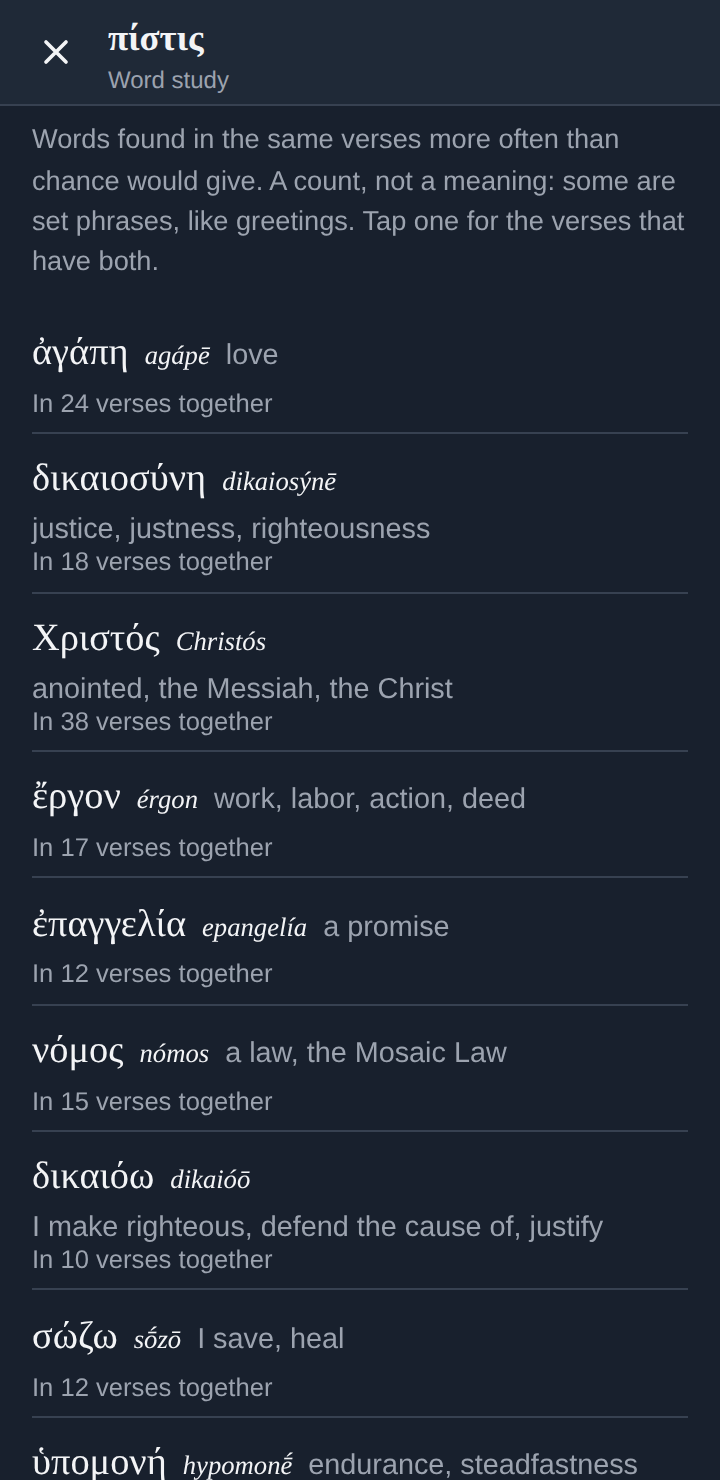 πίστις
Word study
Words found in the same verses more often than
chance would give. A count, not a meaning: some are
set phrases, like greetings. Tap one for the verses that
have both.
ἀγάπη agápē love
In 24 verses together
δικαιοσύνη dikaiosýnē
justice, justness, righteousness
In 18 verses together
Χριστός Christós
anointed, the Messiah, the Christ
In 38 verses together
ἔργον érgon work, labor, action, deed
In 17 verses together
ἐπαγγελία epangelía a promise
In 12 verses together
νόμος nómos a law, the Mosaic Law
In 15 verses together
δικαιόω dikaióō
I make righteous, defend the cause of, justify
In 10 verses together
σώζω sṓzō I save, heal
In 12 verses together
ὑπομονή hypomonḗ endurance, steadfastness